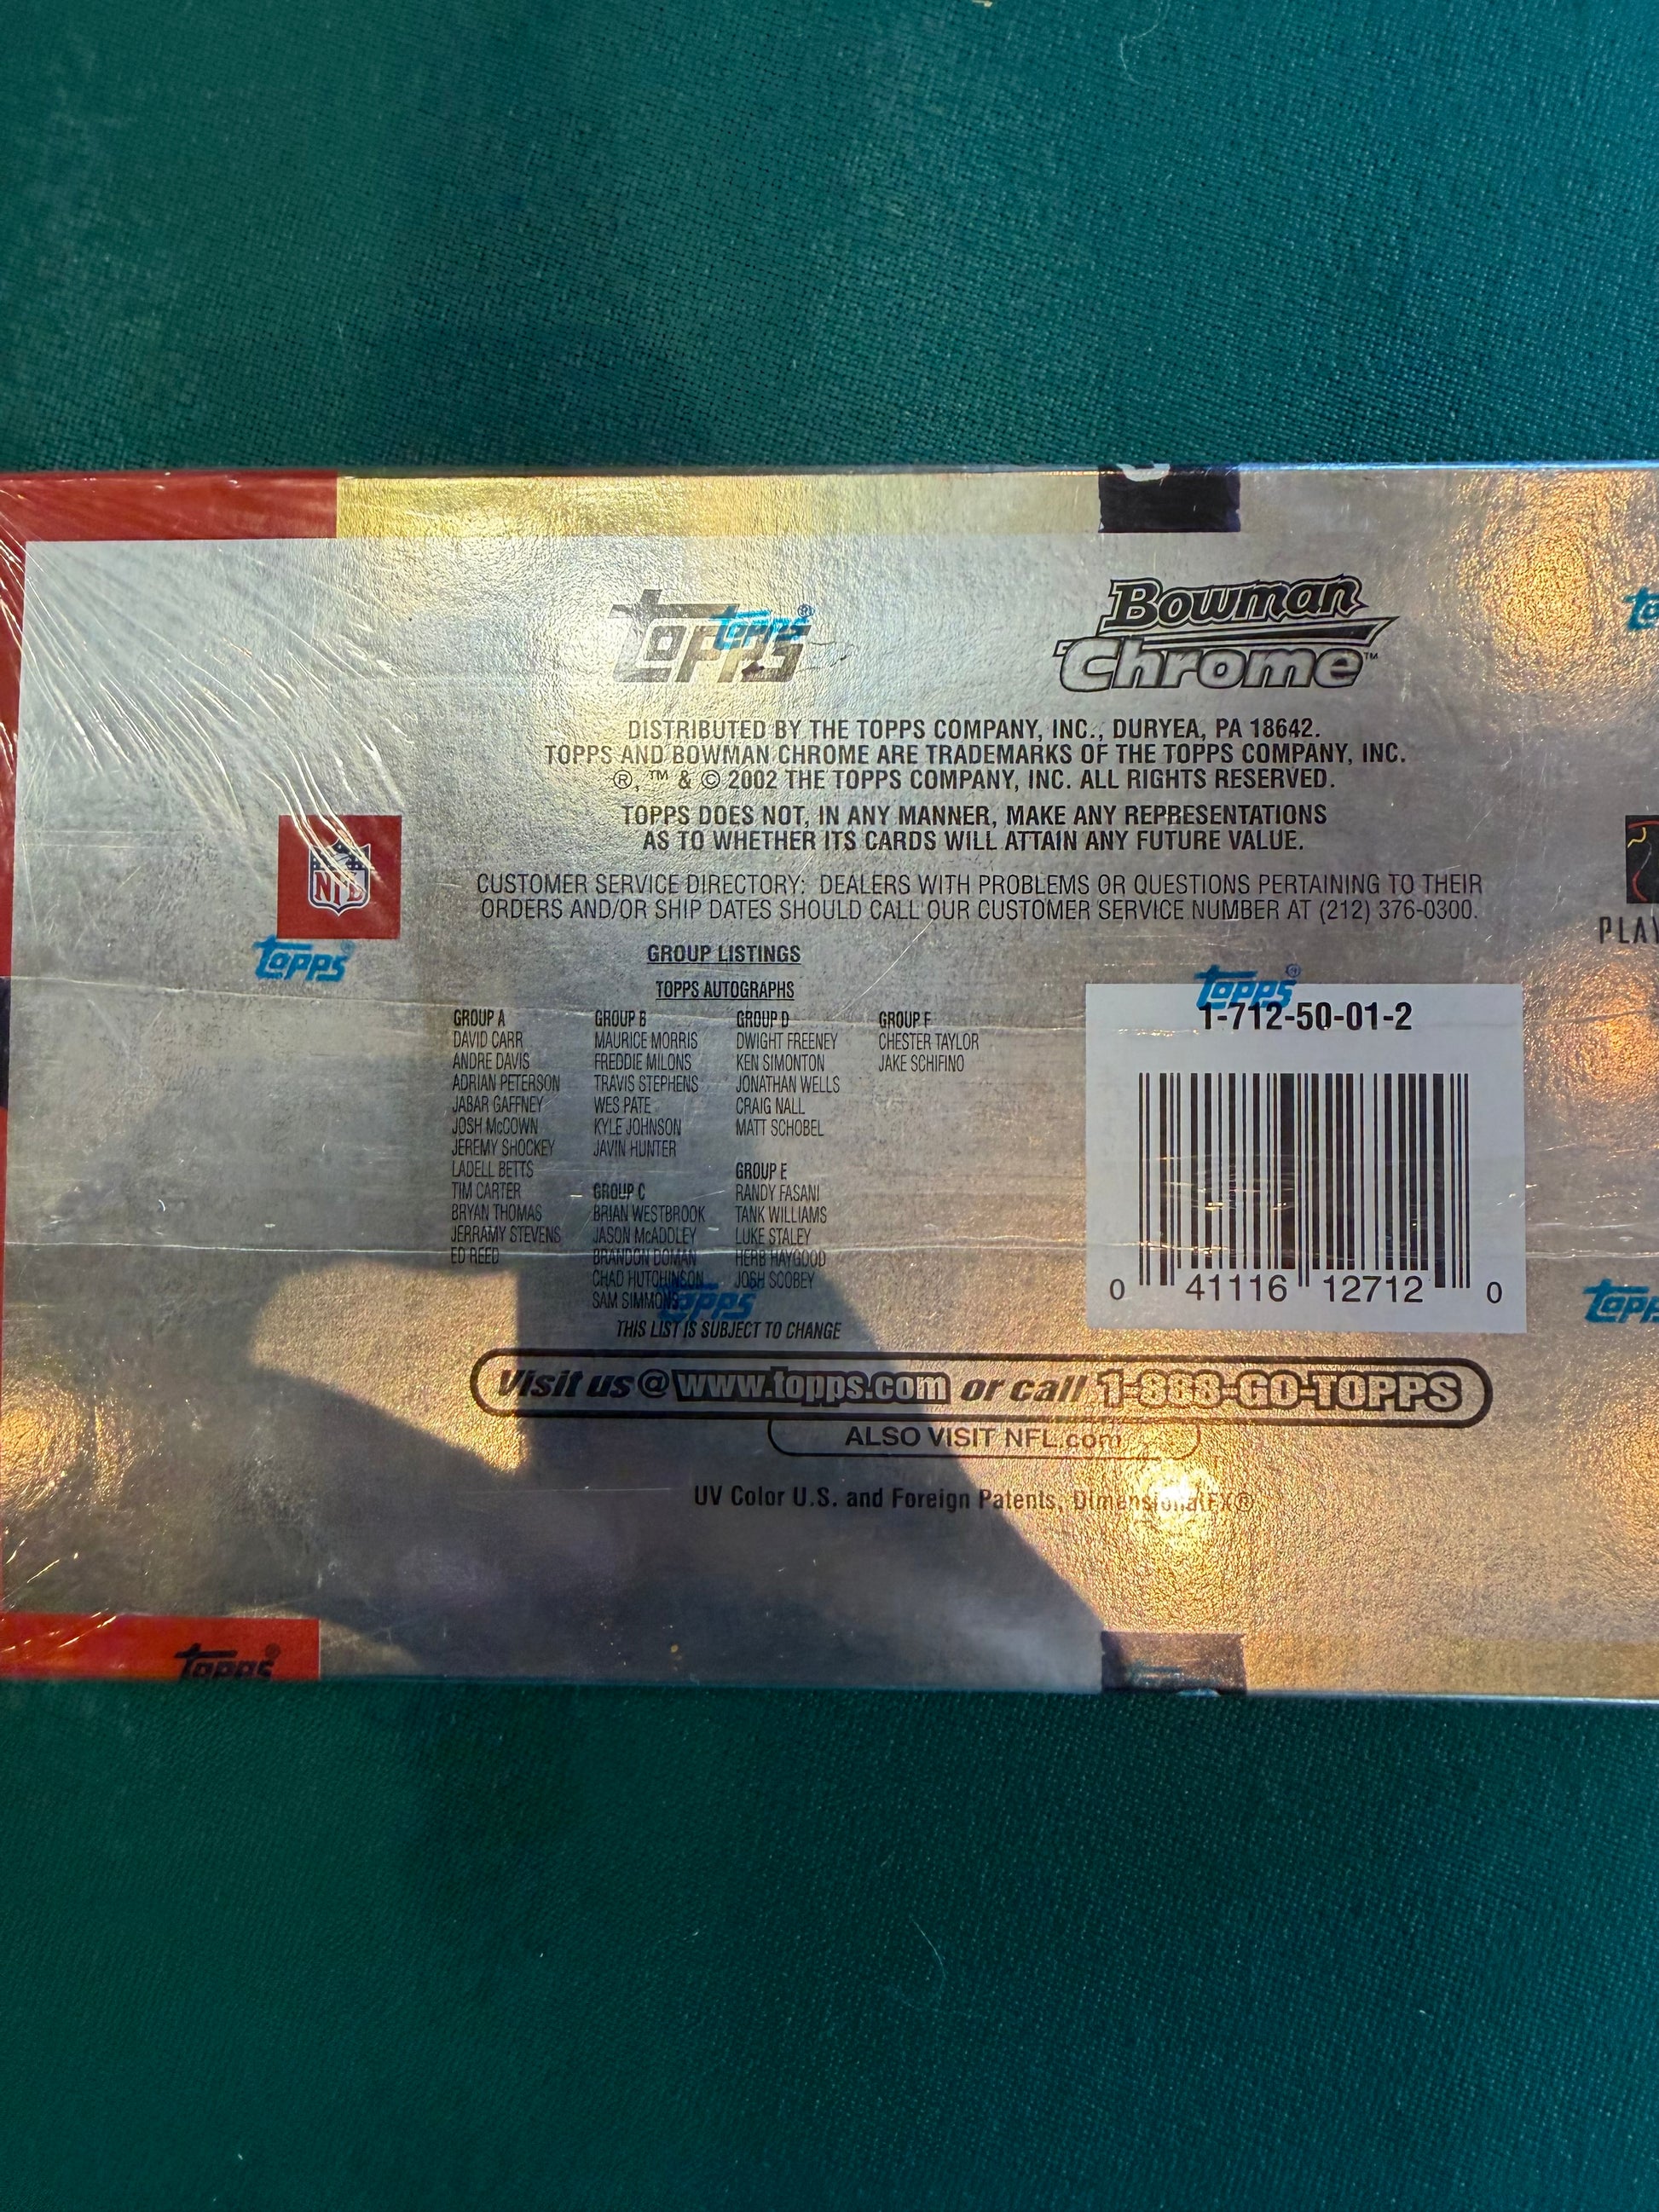 topps®
topps
Bowman
Chrome™
DISTRIBUTED BY THE TOPPS COMPANY, INC., DURYEA, PA 18642.
TOPPS AND BOWMAN CHROME ARE TRADEMARKS OF THE TOPPS COMPANY, INC.
®, ™ & © 2002 THE TOPPS COMPANY, INC. ALL RIGHTS RESERVED.
TOPPS DOES NOT, IN ANY MANNER, MAKE ANY REPRESENTATIONS
AS TO WHETHER ITS CARDS WILL ATTAIN ANY FUTURE VALUE.
NFL
topps®
CUSTOMER SERVICE DIRECTORY: DEALERS WITH PROBLEMS OR QUESTIONS PERTAINING TO THEIR
ORDERS AND/OR SHIP DATES SHOULD CALL OUR CUSTOMER SERVICE NUMBER AT (212) 376-0300.
GROUP LISTINGS
TOPPS AUTOGRAPHS
GROUP A
DAVID CARR
ANDRE DAVIS
ADRIAN PETERSON
JABAR GAFFNEY
JOSH McCOWN
JEREMY SHOCKEY
LADELL BETTS
TIM CARTER
BRYAN THOMAS
JERRAMY STEVENS
ED REED
GROUP B
MAURICE MORRIS
FREDDIE MILONS
TRAVIS STEPHENS
WES PATE
KYLE JOHNSON
JAVIN HUNTER
GROUP C
BRIAN WESTBROOK
JASON McADDLEY
BRANDON DOMAN
CHAD HUTCHINSON
SAM SIMMONS
GROUP D
DWIGHT FREENEY
KEN SIMONTON
JONATHAN WELLS
CRAIG NALL
MATT SCHOBEL
GROUP E
RANDY FASANI
TANK WILLIAMS
LUKE STALEY
HERB HAYGOOD
JOSH SCOBEY
GROUP F
CHESTER TAYLOR
JAKE SCHIFINO
topps
THIS LIST IS SUBJECT TO CHANGE
topps®
1-712-50-01-2
0 41116 12712 0
Visit us @ www.topps.com or call 1-888-GO-TOPPS
ALSO VISIT NFL.com
UV Color U.S. and Foreign Patents, DimensionalFX®
topps®